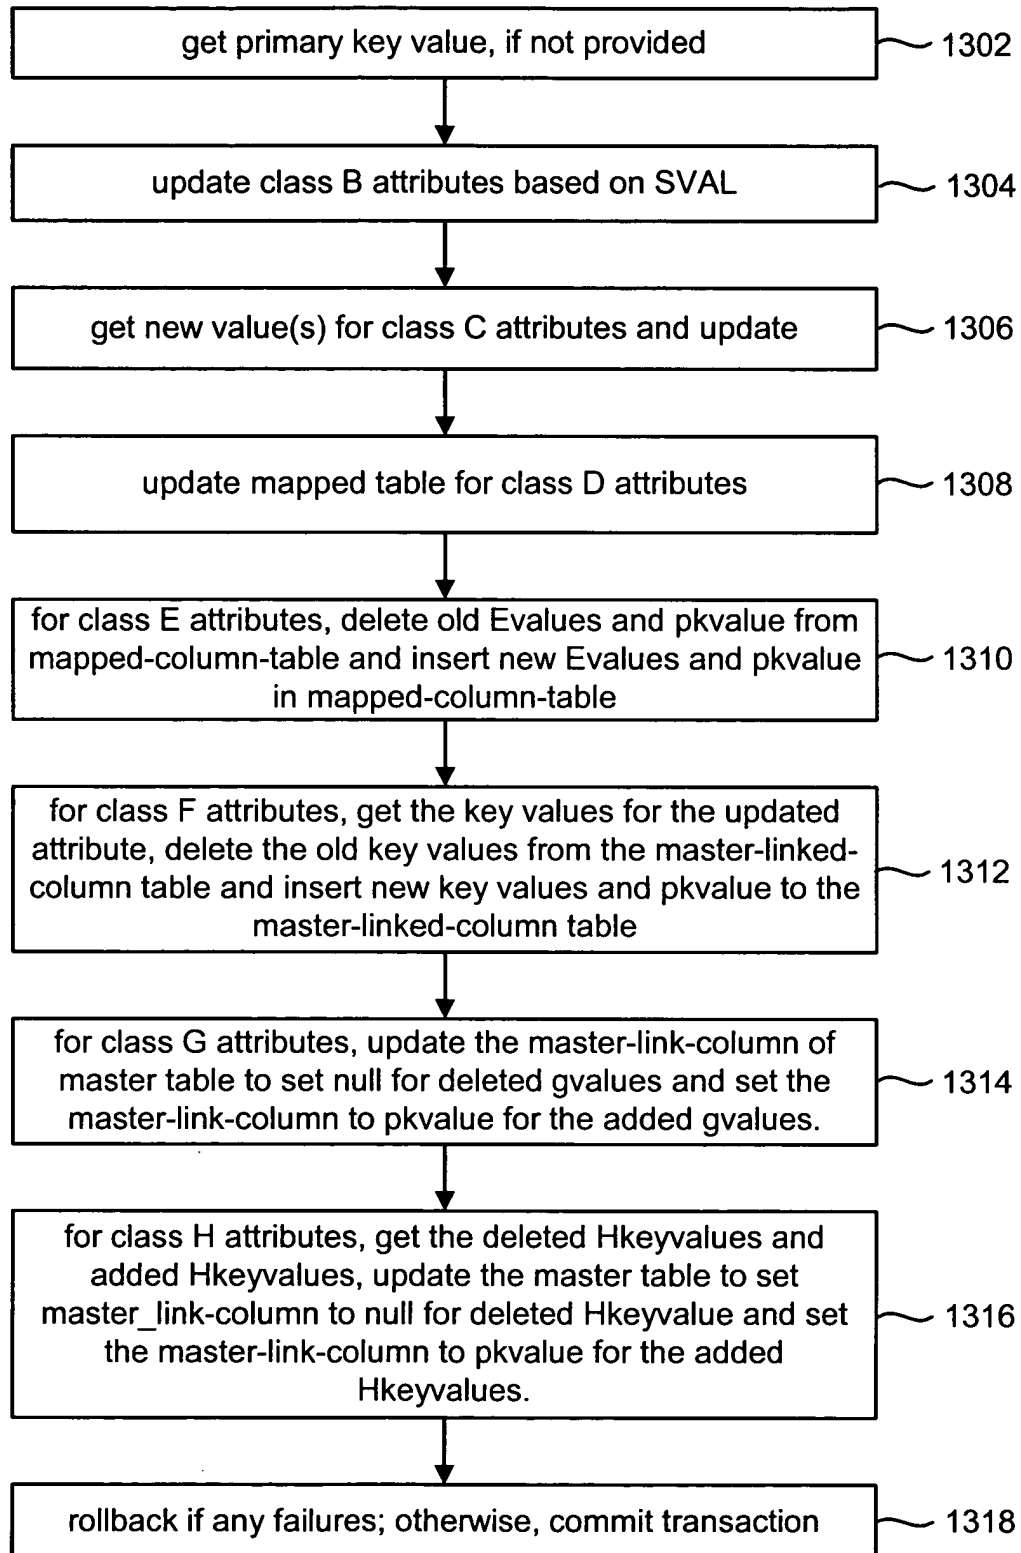 get primary key value, if not provided
1302
update class B attributes based on SVAL
1304
get new value(s) for class C attributes and update
1306
update mapped table for class D attributes
1308
for class E attributes, delete old Evalues and pkvalue from
mapped-column-table and insert new Evalues and pkvalue
in mapped-column-table
1310
for class F attributes, get the key values for the updated
attribute, delete the old key values from the master-linked-
column table and insert new key values and pkvalue to the
master-linked-column table
1312
for class G attributes, update the master-link-column of
master table to set null for deleted gvalues and set the
master-link-column to pkvalue for the added gvalues.
1314
for class H attributes, get the deleted Hkeyvalues and
added Hkeyvalues, update the master table to set
master_link-column to null for deleted Hkeyvalue and set
the master-link-column to pkvalue for the added
Hkeyvalues.
1316
rollback if any failures; otherwise, commit transaction
1318